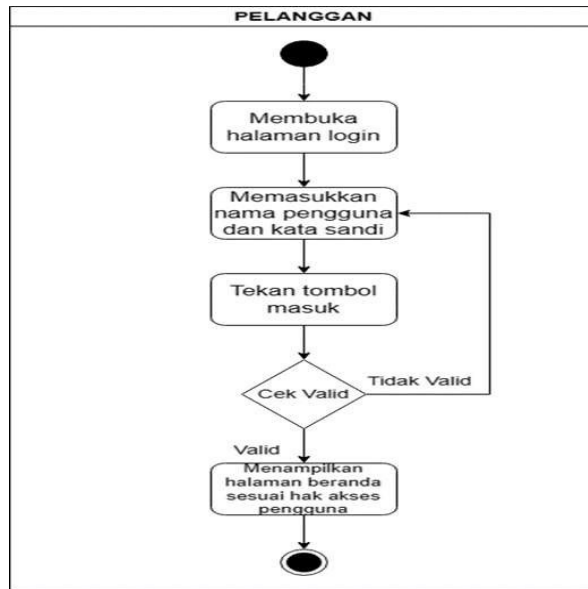 PELANGGAN
Membuka
halaman login
Memasukkan
nama pengguna
dan kata sandi
Tekan tombol
masuk
Cek Valid
Tidak Valid
Valid
Menampilkan
halaman beranda
sesuai hak akses
pengguna